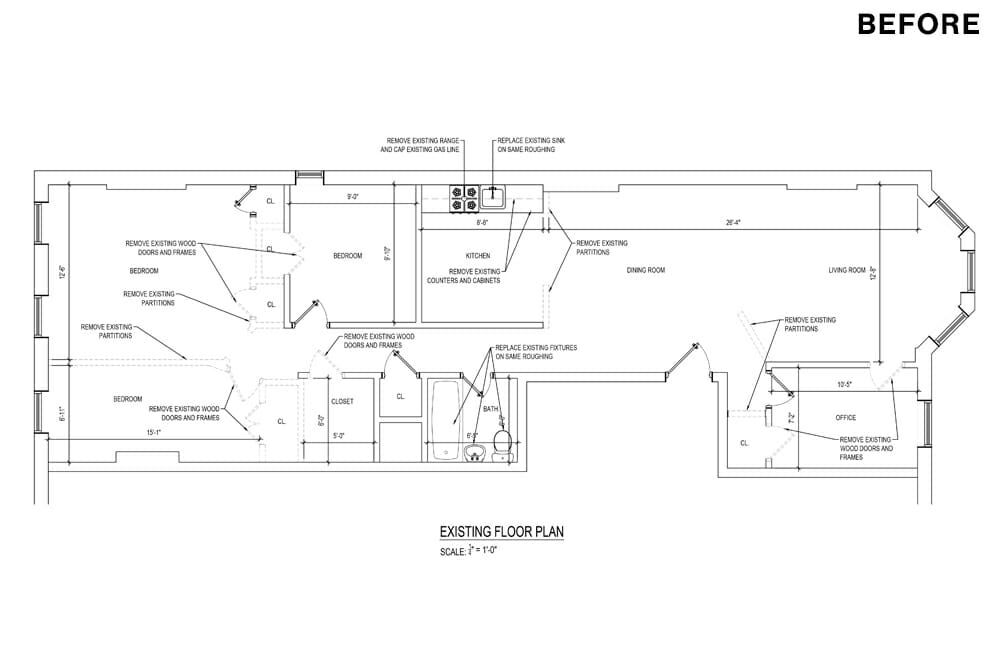 BEFORE
REMOVE EXISTING RANGE
AND CAP EXISTING GAS LINE
REPLACE EXISTING SINK
ON SAME ROUGHING
CL.
9'-0"
8'-6"
26'-4"
REMOVE EXISTING WOOD
DOORS AND FRAMES
CL.
BEDROOM
9'-10"
KITCHEN
REMOVE EXISTING
PARTITIONS
12'-6"
BEDROOM
REMOVE EXISTING
COUNTERS AND CABINETS
DINING ROOM
LIVING ROOM
12'-8"
REMOVE EXISTING
PARTITIONS
CL.
REMOVE EXISTING
PARTITIONS
REMOVE EXISTING WOOD
DOORS AND FRAMES
REPLACE EXISTING FIXTURES
ON SAME ROUGHING
REMOVE EXISTING
PARTITIONS
BEDROOM
REMOVE EXISTING WOOD
DOORS AND FRAMES
6'-11"
15'-1"
CL.
CLOSET
6'-0"
5'-0"
CL.
BATH
10'-5"
7'-2"
OFFICE
CL.
REMOVE EXISTING
WOOD DOORS AND
FRAMES
EXISTING FLOOR PLAN
SCALE: 1/4" = 1'-0"